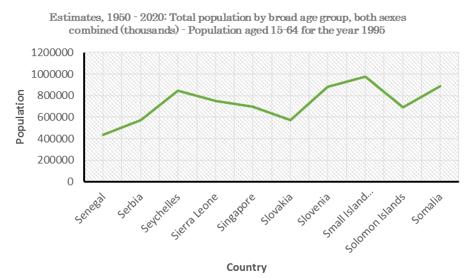 Estimates, 1950 - 2020: Total population by broad age group, both sexes
combined (thousands) - Population aged 15-64 for the year 1995
1200000
1000000
800000
600000
400000
200000
0
Population
Senegal
Serbia
Seychelles
Sierra Leone
Singapore
Slovakia
Slovenia
Small Island...
Solomon Islands
Somalia
Country